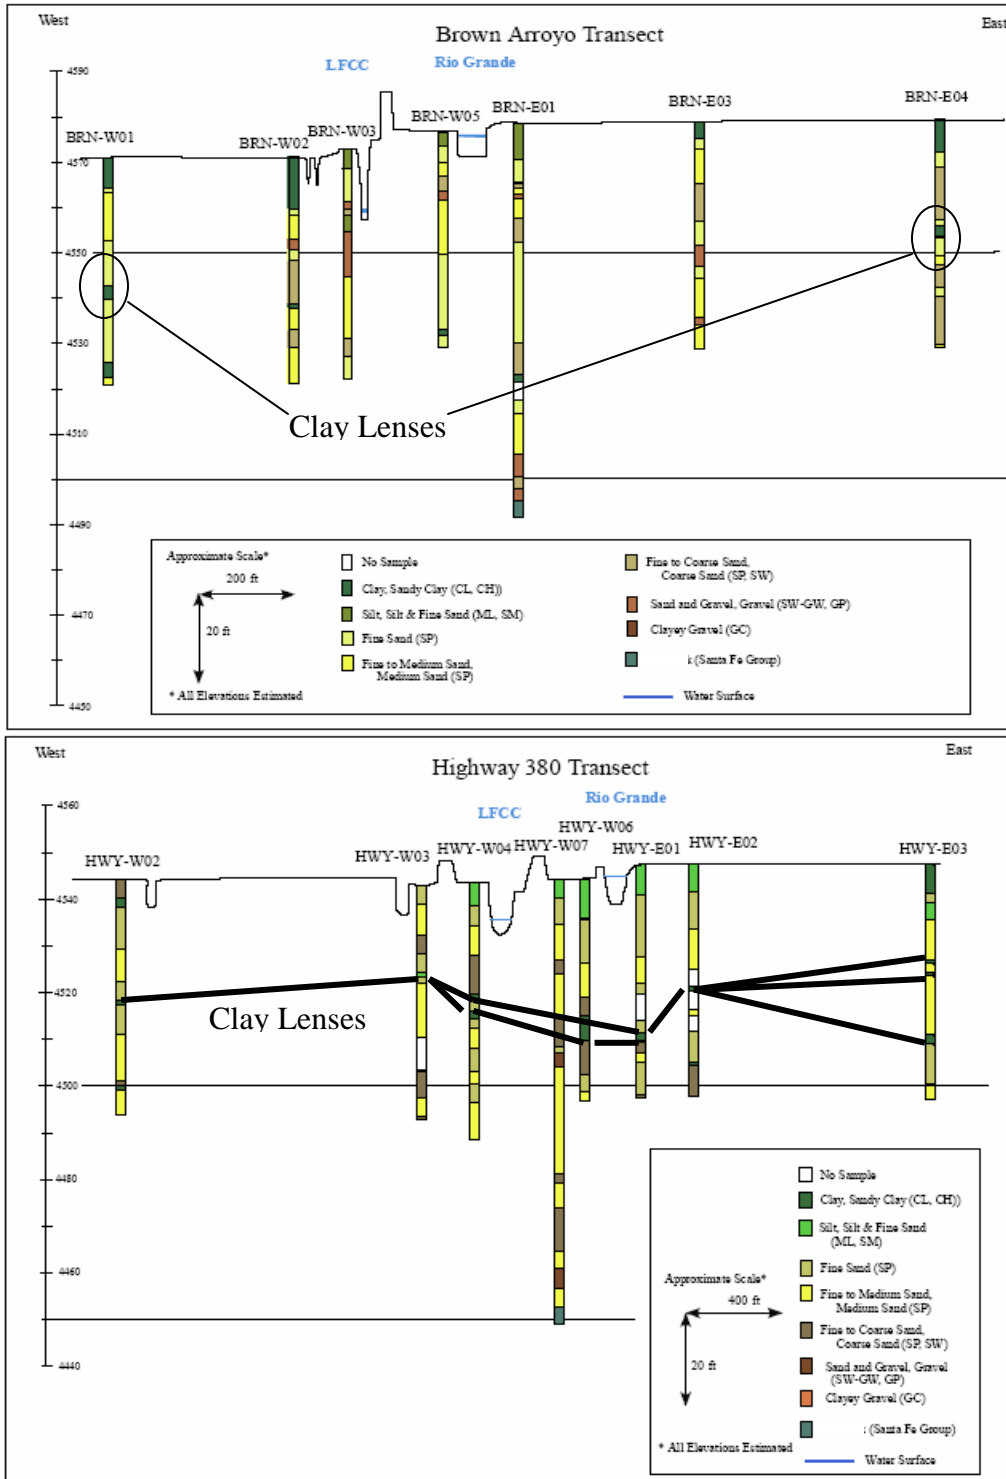 West
East
Brown Arroyo Transect
LFCC
Rio Grande
4590
BRN-W01
BRN-W02
BRN-W03
BRN-W05
BRN-E01
BRN-E03
BRN-E04
4570
4550
4530
Clay Lenses
4510
4490
4470
4450
Approximate Scale*
200 ft
20 ft
* All Elevations Estimated
No Sample
Clay, Sandy Clay (CL, CH))
Silt, Silt & Fine Sand (ML, SM)
Fine Sand (SP)
Fine to Medium Sand,
Medium Sand (SP)
Fine to Coarse Sand,
Coarse Sand (SP, SW)
Sand and Gravel, Gravel (SW-GW, GP)
Clayey Gravel (GC)
(Santa Fe Group)
Water Surface
West
East
Highway 380 Transect
LFCC
Rio Grande
4560
HWY-W02
HWY-W03
HWY-W04
HWY-W07
HWY-W06
HWY-E01
HWY-E02
HWY-E03
4540
4520
Clay Lenses
4500
4480
4460
4440
Approximate Scale*
400 ft
20 ft
* All Elevations Estimated
No Sample
Clay, Sandy Clay (CL, CH))
Silt, Silt & Fine Sand
(ML, SM)
Fine Sand (SP)
Fine to Medium Sand,
Medium Sand (SP)
Fine to Coarse Sand,
Coarse Sand (SP, SW)
Sand and Gravel, Gravel
(SW-GW, GP)
Clayey Gravel (GC)
(Santa Fe Group)
Water Surface